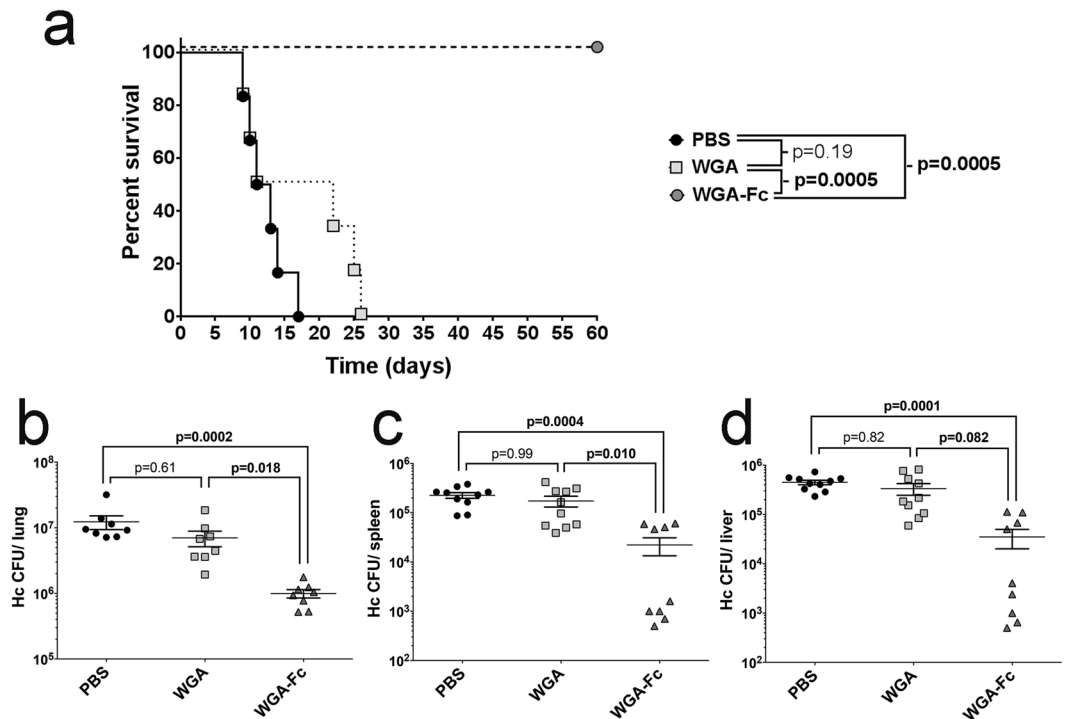 a
100
80
60
40
20
0
Percent survival
0 5 10 15 20 25 30 35 40 45 50 55 60
Time (days)
PBS
WGA
WGA-Fc
p=0.19
p=0.0005
p=0.0005
b
p=0.0002
p=0.61
p=0.018
10⁸
10⁷
10⁶
10⁵
Hc CFU/ lung
PBS
WGA
WGA-Fc
c
p=0.0004
p=0.99
p=0.010
10⁶
10⁵
10⁴
10³
10²
Hc CFU/ spleen
PBS
WGA
WGA-Fc
d
p=0.0001
p=0.82
p=0.082
10⁶
10⁵
10⁴
10⁵
10²
Hc CFU/ liver
PBS
WGA
WGA-Fc